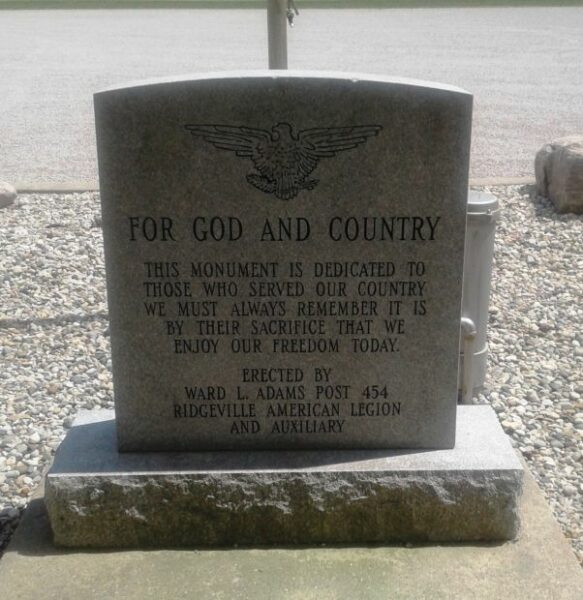 FOR GOD AND COUNTRY
THIS MONUMENT IS DEDICATED TO
THOSE WHO SERVED OUR COUNTRY
WE MUST ALWAYS REMEMBER IT IS
BY THEIR SACRIFICE THAT WE
ENJOY OUR FREEDOM TODAY.
ERECTED BY
WARD L. ADAMS POST 454
RIDGEVILLE AMERICAN LEGION
AND AUXILIARY